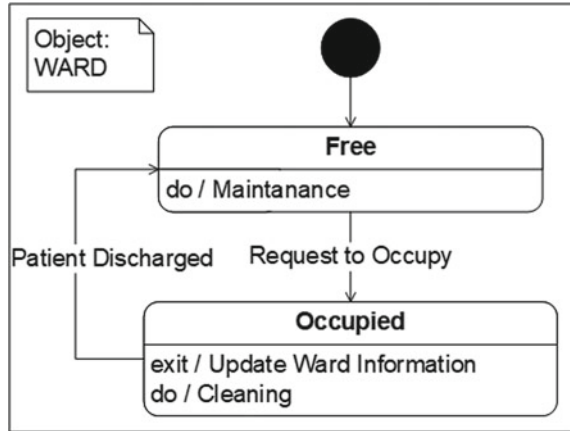 Object:
WARD
Free
do / Maintanance
Patient Discharged
Request to Occupy
Occupied
exit / Update Ward Information
do / Cleaning